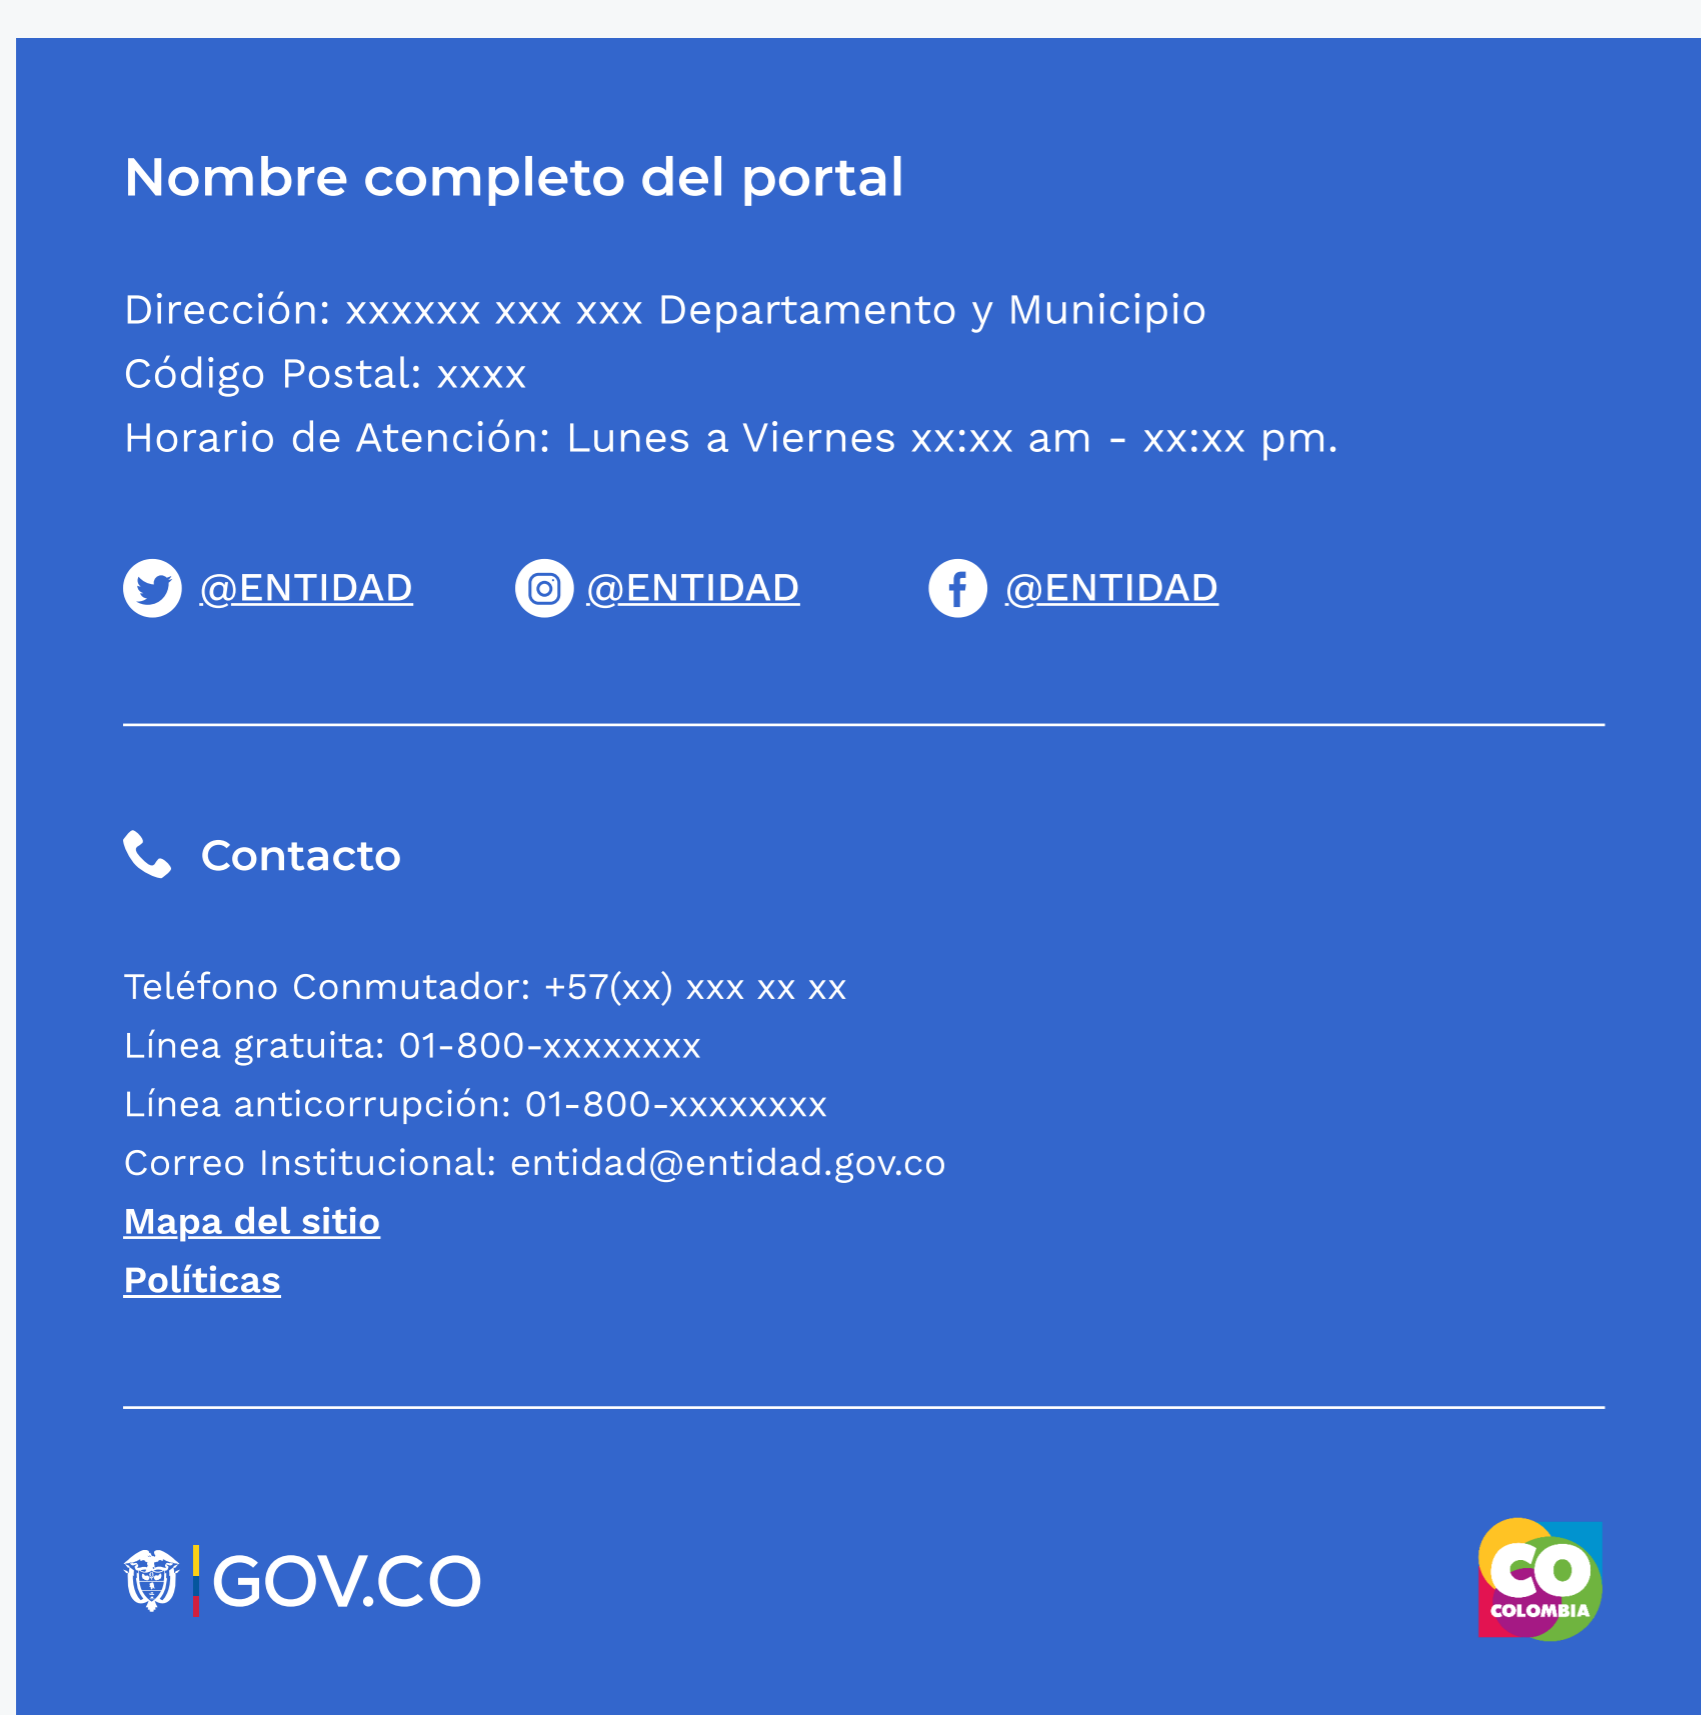 Nombre completo del portal
Dirección: xxxxxx xxx xxx Departamento y Municipio
Código Postal: xxxx
Horario de Atención: Lunes a Viernes xx:xx am - xx:xx pm.
@ENTIDAD @ENTIDAD @ENTIDAD
Contacto
Teléfono Conmutador: +57(xx) xxx xx xx
Línea gratuita: 01-800-xxxxxxxx
Línea anticorrupción: 01-800-xxxxxxxx
Correo Institucional: entidad@entidad.gov.co
Mapa del sitio
Políticas
GOV.CO
CO
COLOMBIA